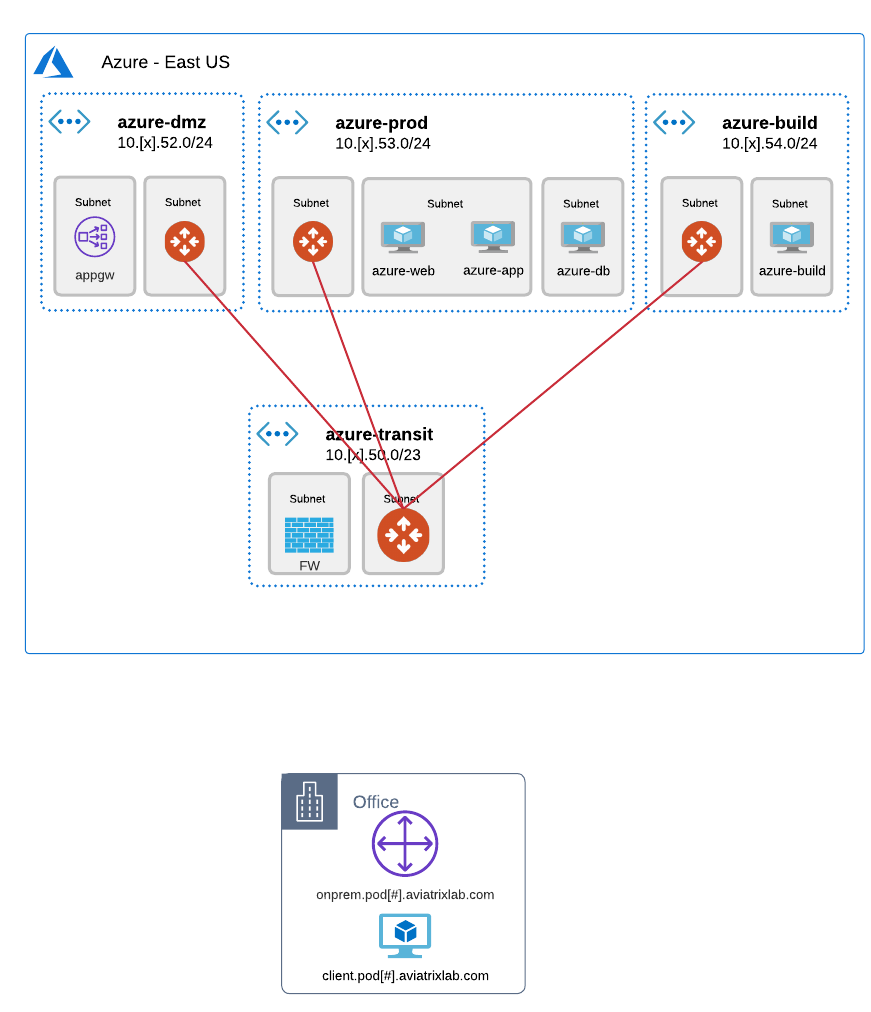 Azure - East US
azure-dmz
10.[x].52.0/24
Subnet
appgw
Subnet
azure-prod
10.[x].53.0/24
Subnet
Subnet
azure-web
azure-app
Subnet
azure-db
azure-build
10.[x].54.0/24
Subnet
Subnet
azure-build
azure-transit
10.[x].50.0/23
Subnet
FW
Subnet
Office
onprem.pod[#].aviatrixlab.com
client.pod[#].aviatrixlab.com